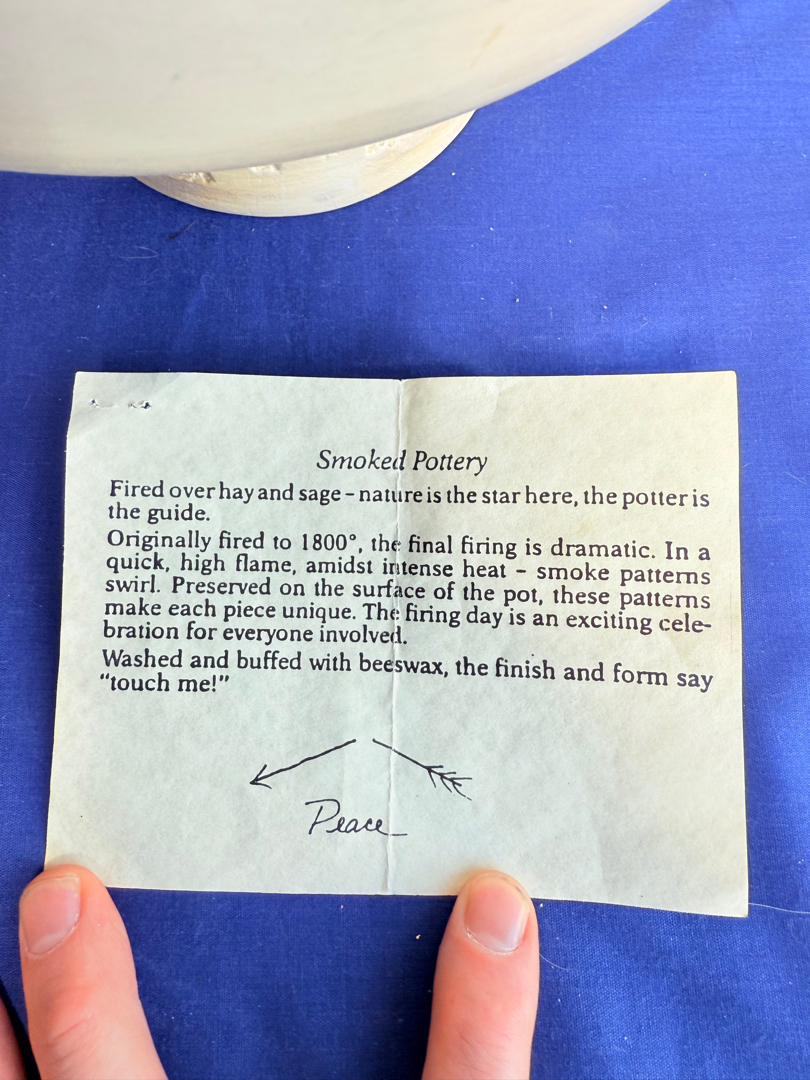 Smoked Pottery
Fired over hay and sage – nature is the star here, the potter is
the guide.
Originally fired to 1800°, the final firing is dramatic. In a
quick, high flame, amidst intense heat – smoke patterns
swirl. Preserved on the surface of the pot, these patterns
make each piece unique. The firing day is an exciting cele-
bration for everyone involved.
Washed and buffed with beeswax, the finish and form say
“touch me!”
Peace